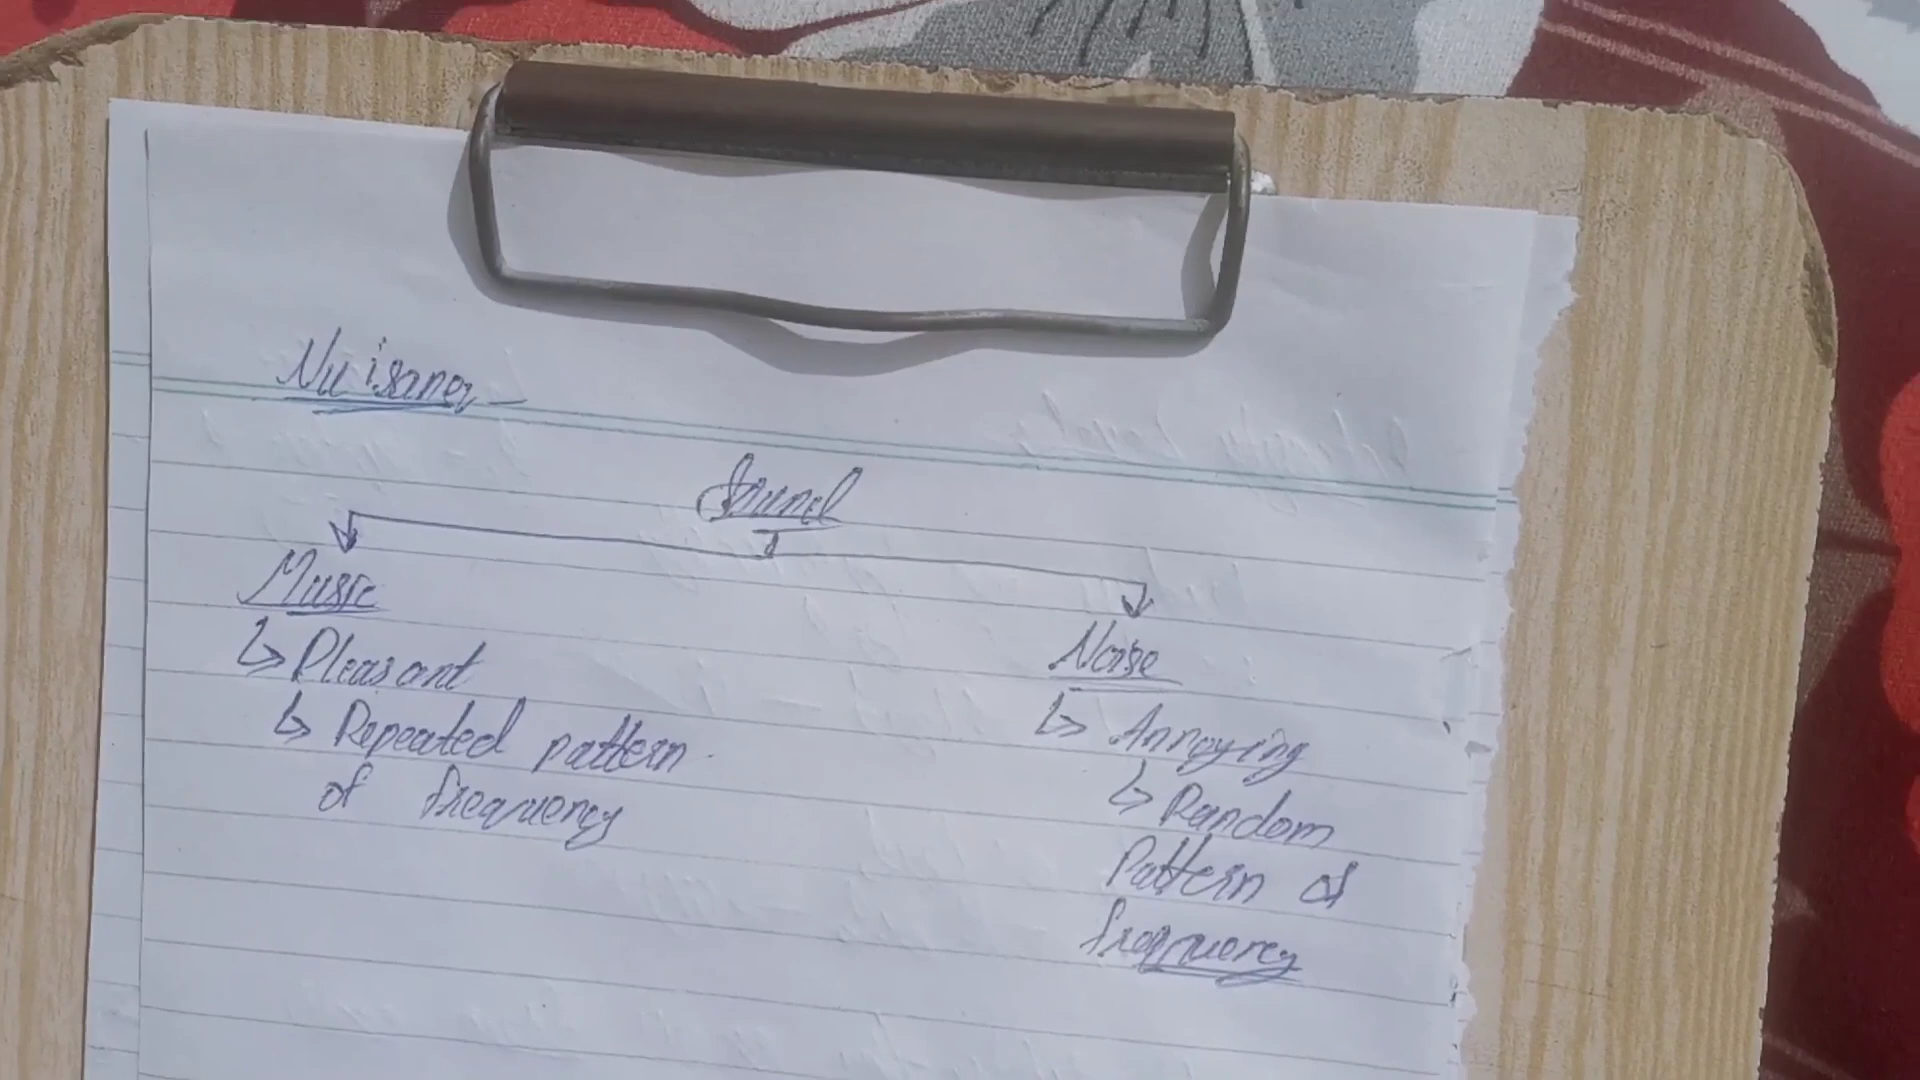 Nuisance
Sound
Music
Noise
↳ Pleasant
↳ Annoying
↳ Repeated pattern
of frequency
↳ Random
Pattern of
frequency